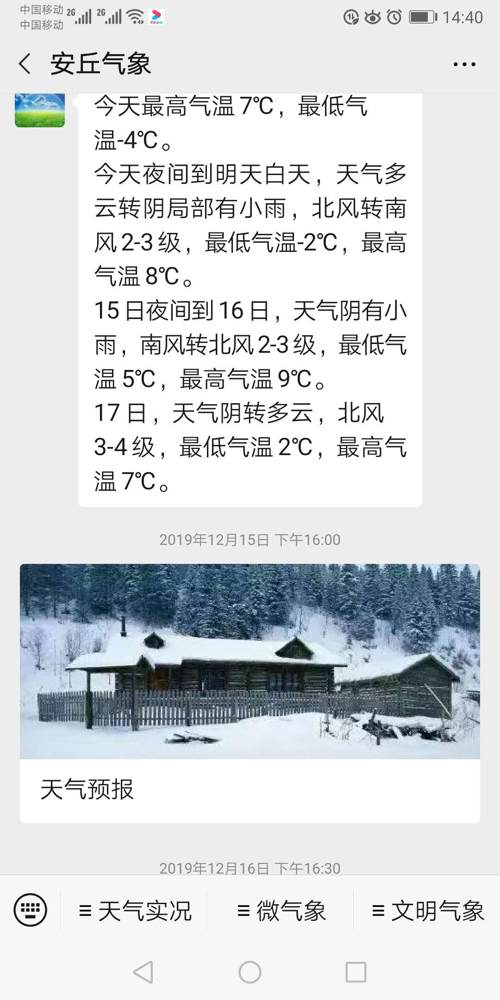 中国移动 2G 2G YOUKU 14:40
中国移动
安丘气象
今天最高气温7℃，最低气
温-4℃。
今天夜间到明天白天，天气多
云转阴局部有小雨，北风转南
风2-3级，最低气温-2℃，最高
气温8℃。
15日夜间到16日，天气阴有小
雨，南风转北风2-3级，最低气
温5℃，最高气温9℃。
17日，天气阴转多云，北风
3-4级，最低气温2℃，最高气
温7℃。
2019年12月15日 下午16:00
天气预报
2019年12月16日 下午16:30
天气实况 微气象 文明气象